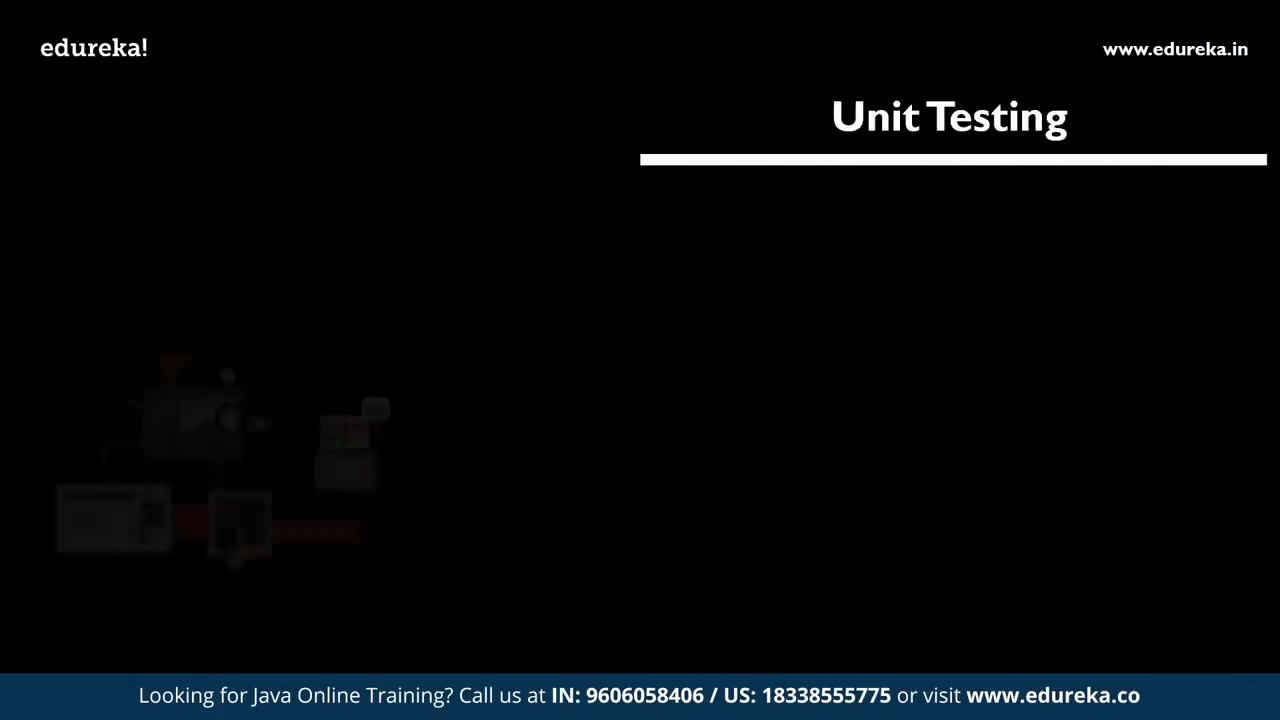 edureka!
www.edureka.in
Unit Testing
Looking for Java Online Training? Call us at IN: 9606058406 / US: 18338555775 or visit www.edureka.co